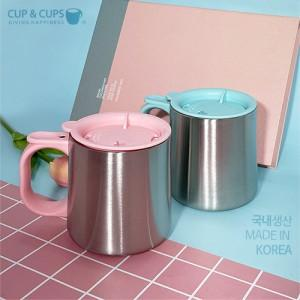 CUP & CUPS
GIVING HAPPINESS
국내생산
MADE IN
KOREA